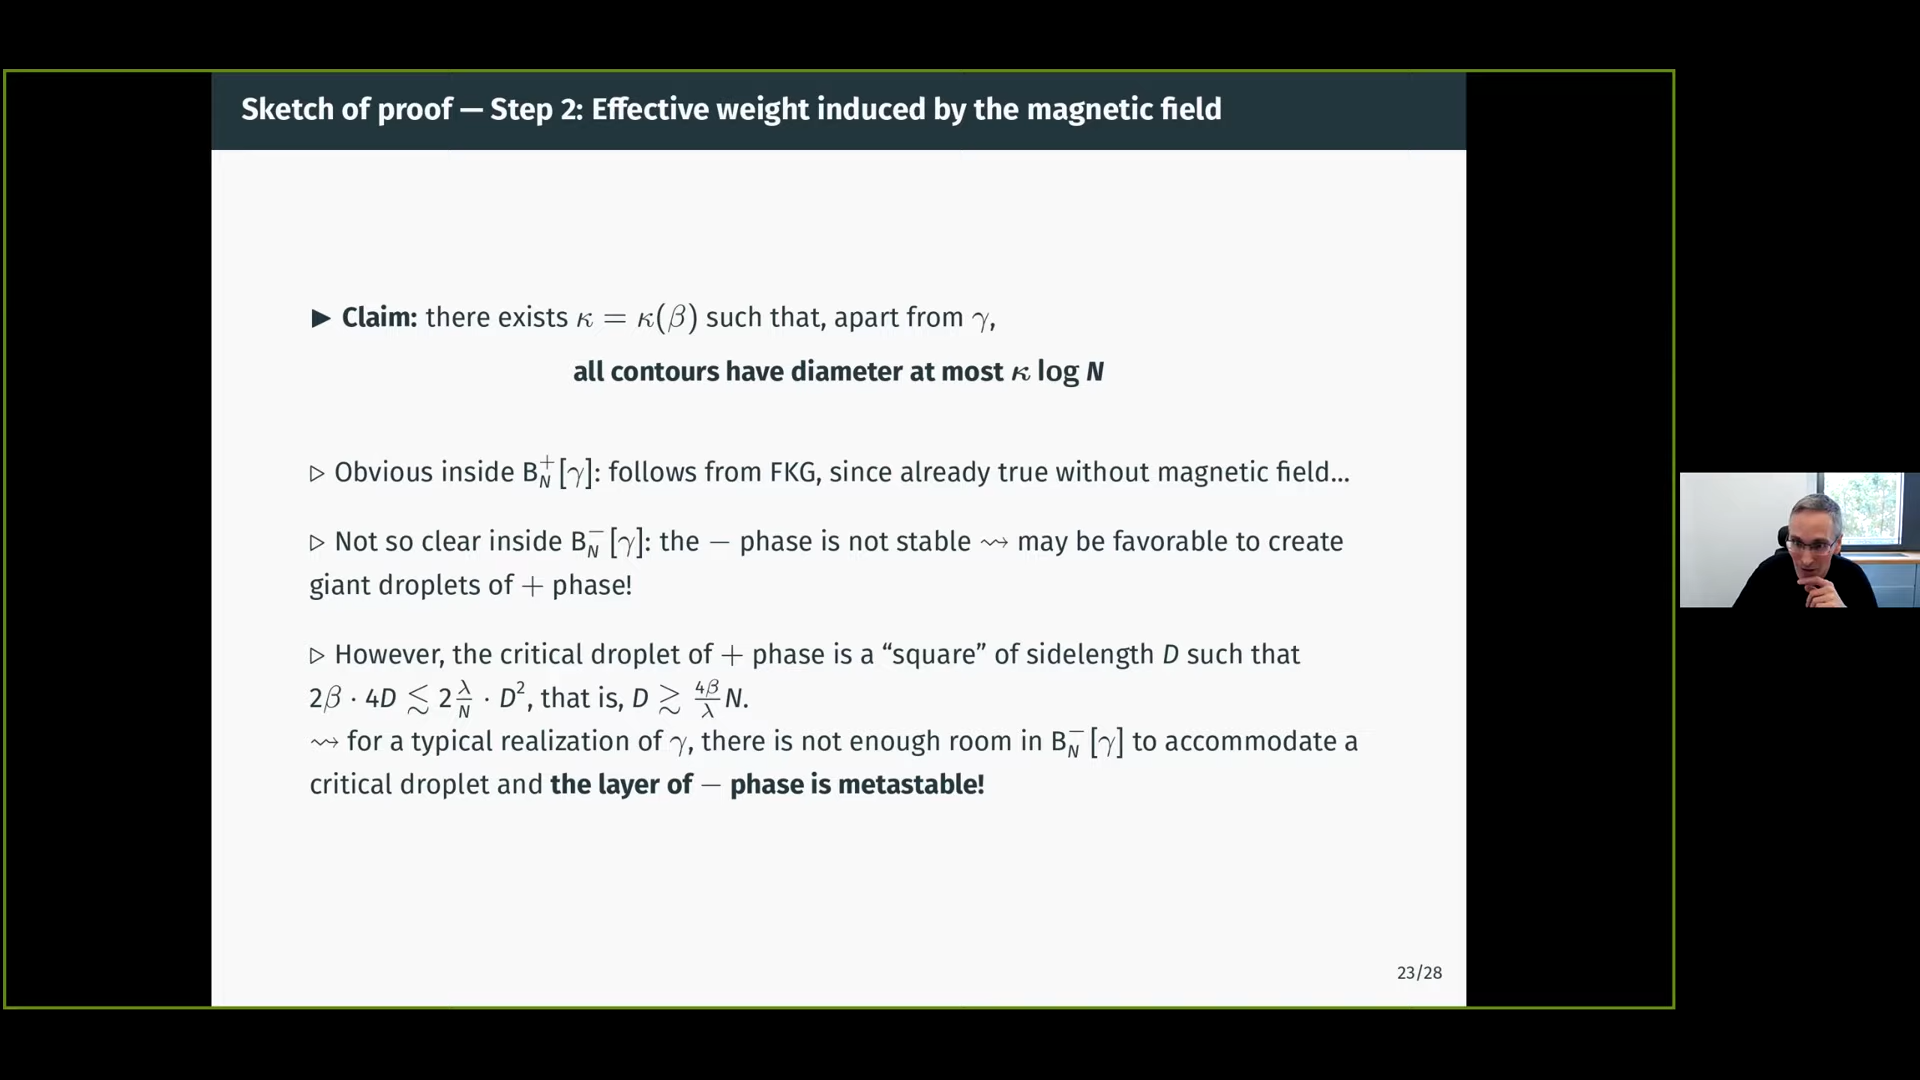 Sketch of proof — Step 2: Effective weight induced by the magnetic field
▶ Claim: there exists κ = κ(β) such that, apart from γ,
all contours have diameter at most κ log N
▷ Obvious inside B_N^+[γ]: follows from FKG, since already true without magnetic field...
▷ Not so clear inside B_N^−[γ]: the − phase is not stable ⇝ may be favorable to create
giant droplets of + phase!
▷ However, the critical droplet of + phase is a “square” of sidelength D such that
2β · 4D ≲ 2 λ/N · D², that is, D ≳ 4β/λ N.
⇝ for a typical realization of γ, there is not enough room in B_N^−[γ] to accommodate a
critical droplet and the layer of − phase is metastable!
23/28